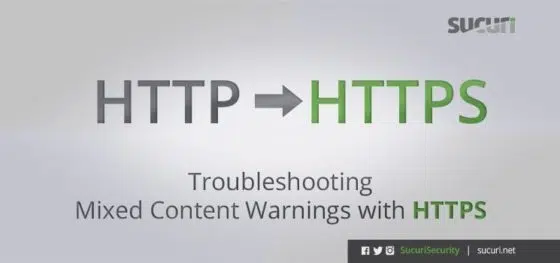 sucuri
HTTP HTTPS
Troubleshooting
Mixed Content Warnings with HTTPS
SucuriSecurity | sucuri.net